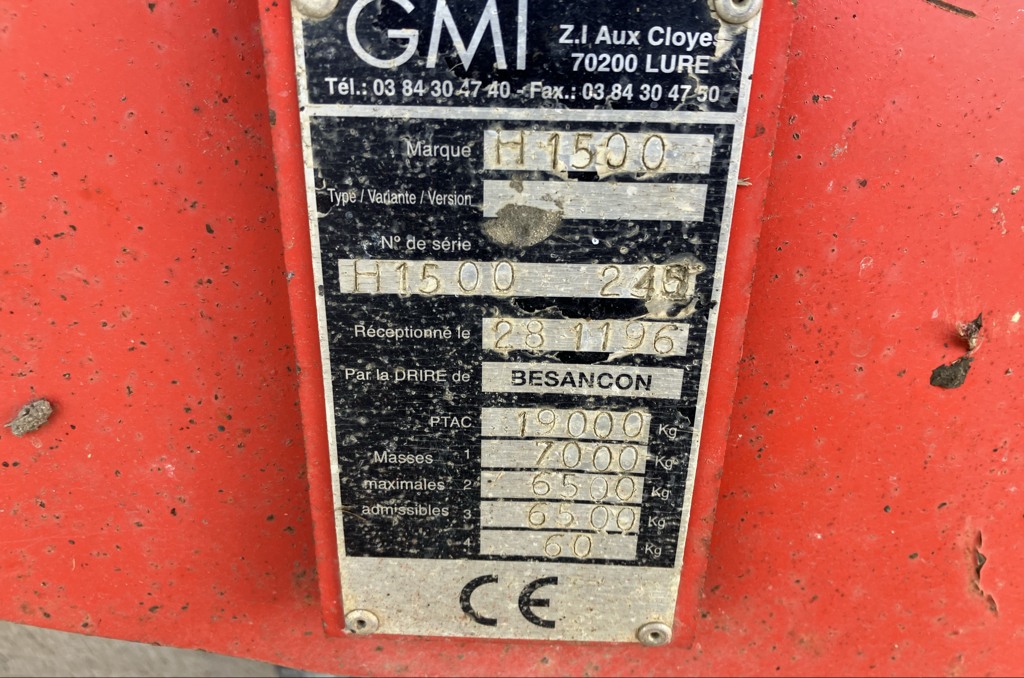 GMI
Z.I Aux Cloyes
70200 LURE
Tél.: 03 84 30 47 40 - Fax.: 03 84 30 47 50
Marque H1500
Type / Variante / Version
N° de série
H1500
Réceptionné le 28 1196
Par la DRIRE de BESANCON
PTAC 19000 Kg
Masses 1 7000 Kg
maximales 2 6500 Kg
admissibles 3 6500 Kg
4 60 Kg
CE